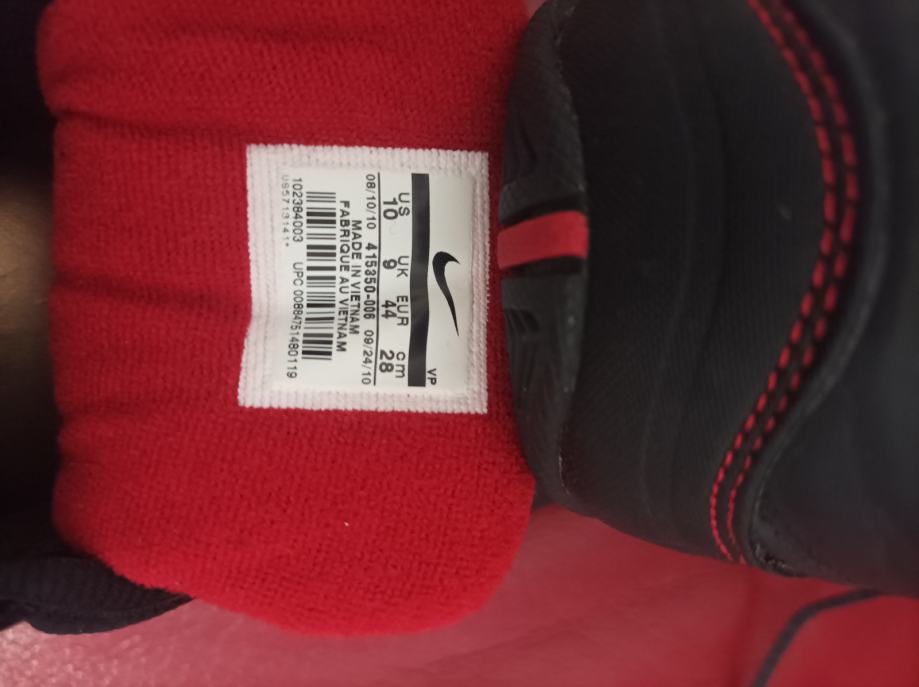 VP
US UK EUR cm
10 9 44 28
08/10/10 415350-006 09/24/10
MADE IN VIETNAM
FABRIQUE AU VIETNAM
102384003 UPC 00884751480119